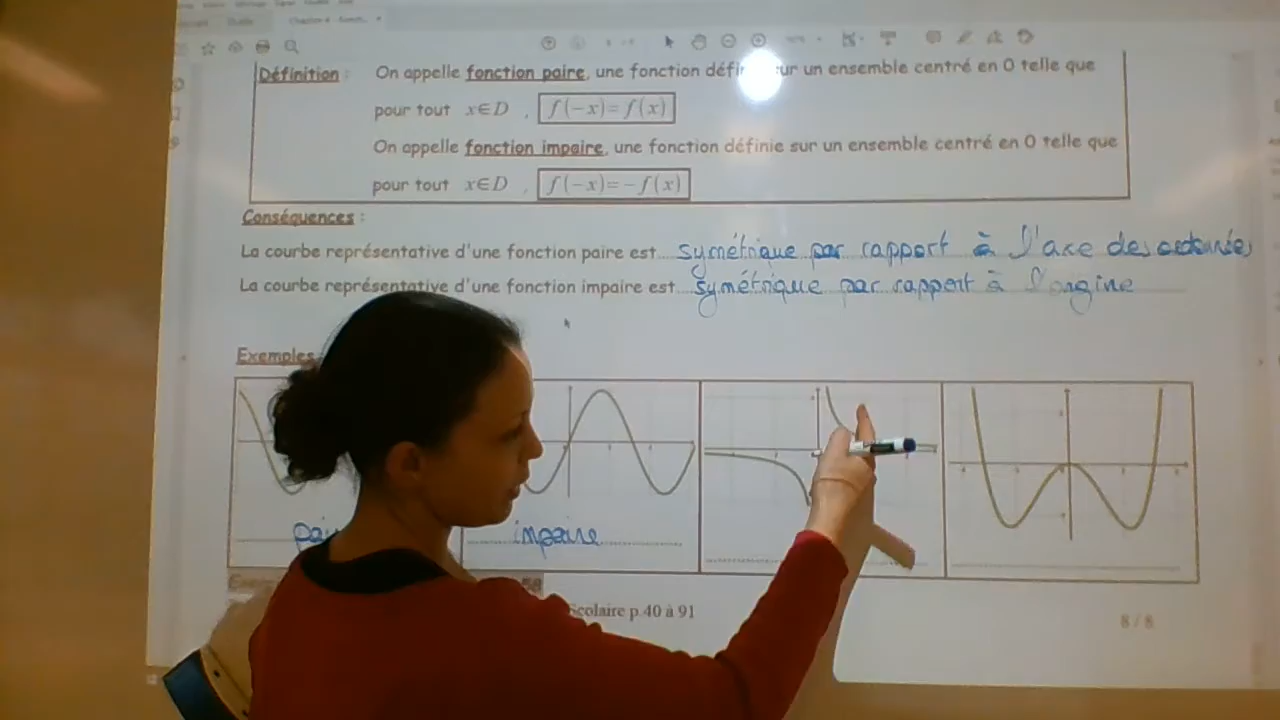 Définition : On appelle fonction paire, une fonction défi ur un ensemble centré en 0 telle que
pour tout x∈D , f(-x)=f(x)
On appelle fonction impaire, une fonction définie sur un ensemble centré en 0 telle que
pour tout x∈D , f(-x)=-f(x)
Conséquences :
La courbe représentative d'une fonction paire est symétrique par rapport à l'axe des
La courbe représentative d'une fonction impaire est symétrique par rapport à l'origine
Exemples
impaire
Scolaire p.40 à 91
8 / 8